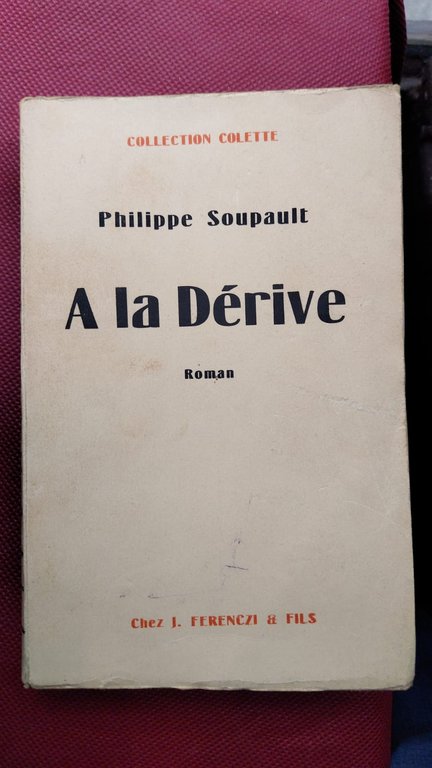 COLLECTION COLETTE
Philippe Soupault
A la Dérive
Roman
Chez J. FERENCZI & FILS